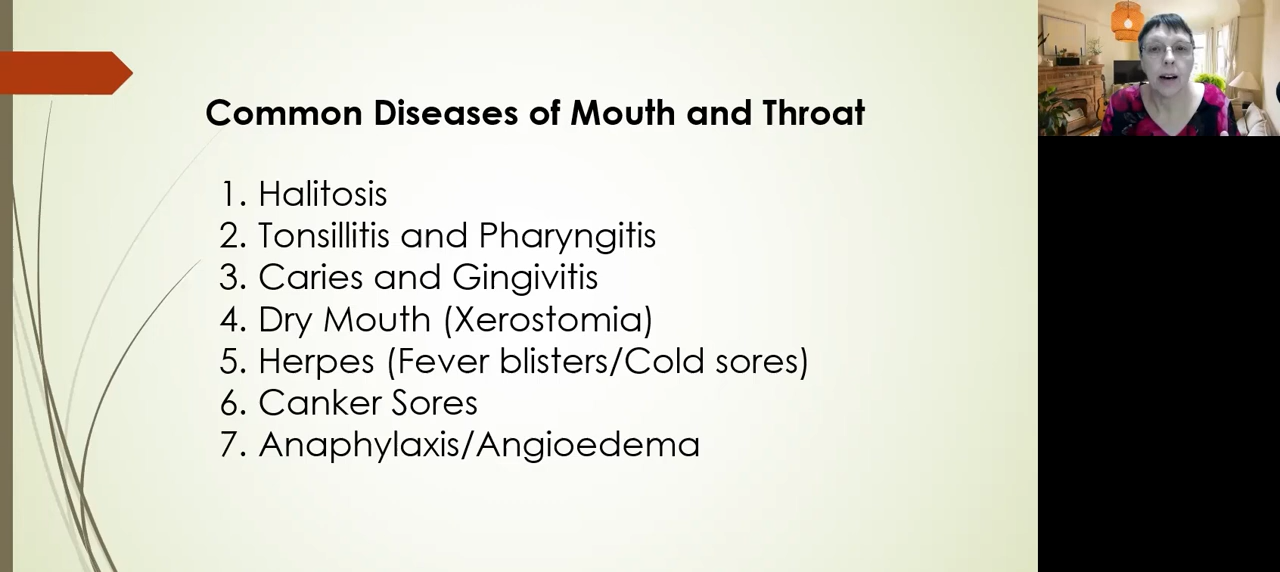 Common Diseases of Mouth and Throat
1. Halitosis
2. Tonsillitis and Pharyngitis
3. Caries and Gingivitis
4. Dry Mouth (Xerostomia)
5. Herpes (Fever blisters/Cold sores)
6. Canker Sores
7. Anaphylaxis/Angioedema